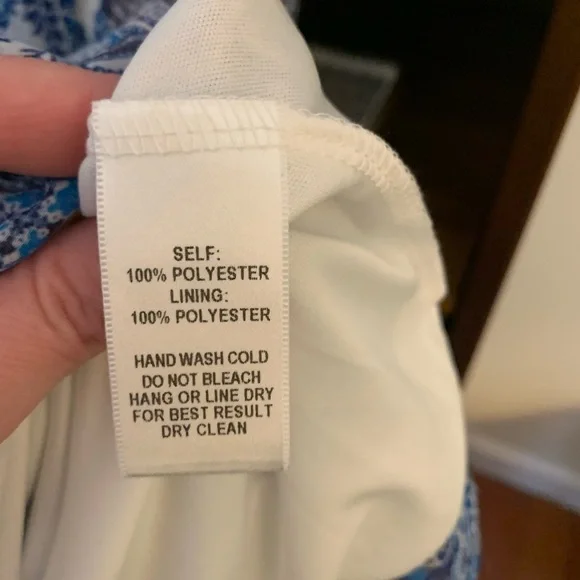 SELF:
100% POLYESTER
LINING:
100% POLYESTER
HAND WASH COLD
DO NOT BLEACH
HANG OR LINE DRY
FOR BEST RESULT
DRY CLEAN